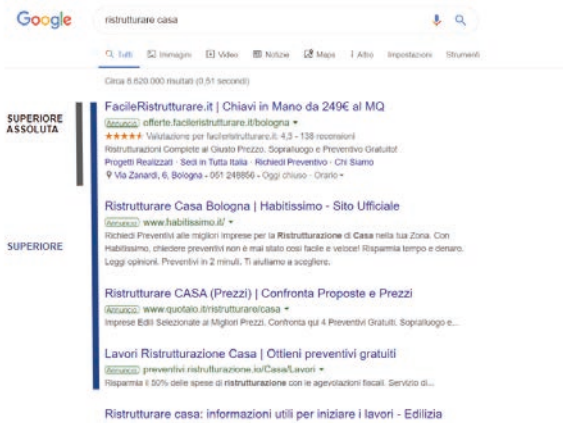 Google
ristrutturare casa
Tutti Immagini Video Notizie Maps Altro Impostazioni Strumenti
Circa 6.620.000 risultati (0,51 secondi)
SUPERIORE
ASSOLUTA
FacileRistrutturare.it | Chiavi in Mano da 249€ al MQ
Annuncio offerte.facileristrutturare.it/bologna
Valutazione per facileristrutturare.it: 4,3 - 138 recensioni
Ristrutturazioni Complete al Giusto Prezzo. Sopralluogo e Preventivo Gratuito!
Progetti Realizzati · Sedi in Tutta Italia · Richiedi Preventivo · Chi Siamo
Via Zanardi, 6, Bologna - 051 248856 - Oggi chiuso · Orario
SUPERIORE
Ristrutturare Casa Bologna | Habitissimo - Sito Ufficiale
Annuncio www.habitissimo.it/
Richiedi Preventivi alle migliori Imprese per la Ristrutturazione di Casa nella tua Zona. Con
Habitissimo, chiedere preventivi non è mai stato così facile e veloce! Risparmia tempo e denaro.
Leggi opinioni. Preventivi in 2 minuti. Ti aiutiamo a scegliere.
Ristrutturare CASA (Prezzi) | Confronta Proposte e Prezzi
Annuncio www.quotalo.it/ristrutturare/casa
Imprese Edili Selezionate ai Migliori Prezzi. Confronta qui 4 Preventivi Gratuiti. Sopralluogo e...
Lavori Ristrutturazione Casa | Ottieni preventivi gratuiti
Annuncio preventivi.ristrutturazione.io/Casa/Lavori
Risparmia il 50% delle spese di ristrutturazione con le agevolazioni fiscali. Servizio di...
Ristrutturare casa: informazioni utili per iniziare i lavori - Edilizia